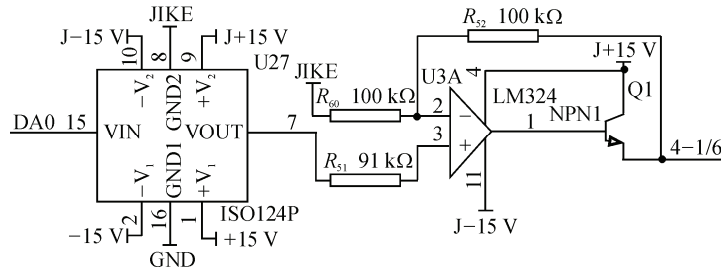 JIKE
J−15 V
J+15 V
10
8
9
U27
−V₂
GND2
+V₂
DA0 15
VIN
VOUT
7
−V₁
GND1
+V₁
2
16
1
ISO124P
−15 V
+15 V
GND
JIKE
R₆₀ 100 kΩ
R₅₁ 91 kΩ
R₅₂ 100 kΩ
U3A
4
LM324
2
−
3
+
1
11
J−15 V
J+15 V
Q1
NPN1
4−1/6